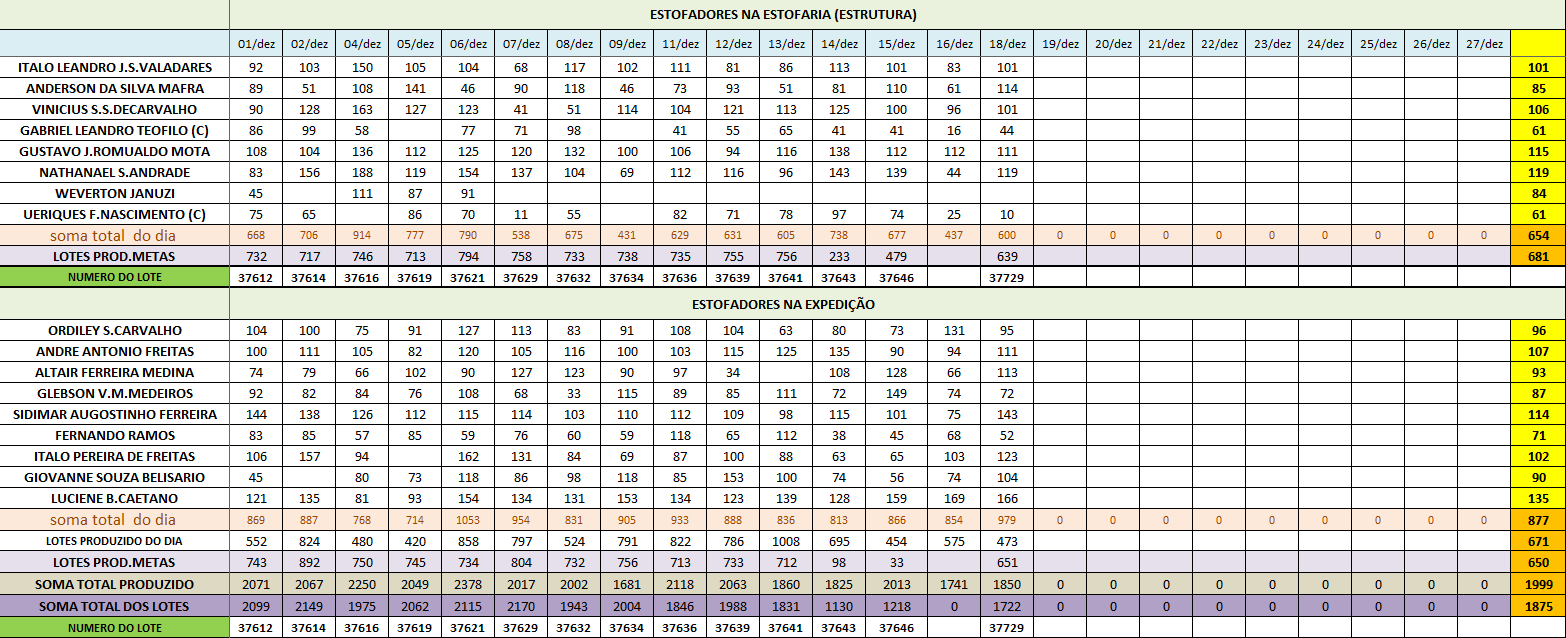 ESTOFADORES NA ESTOFARIA (ESTRUTURA)
01/dez 02/dez 04/dez 05/dez 06/dez 07/dez 08/dez 09/dez 11/dez 12/dez 13/dez 14/dez 15/dez 16/dez 18/dez 19/dez 20/dez 21/dez 22/dez 23/dez 24/dez 25/dez 26/dez 27/dez
ITALO LEANDRO J.S.VALADARES 92 103 150 105 104 68 117 102 111 81 86 113 101 83 101 101
ANDERSON DA SILVA MAFRA 89 51 108 141 46 90 118 46 73 93 51 81 110 61 114 85
VINICIUS S.S.DECARVALHO 90 128 163 127 123 41 51 114 104 121 113 125 100 96 101 106
GABRIEL LEANDRO TEOFILO (C) 86 99 58 77 71 98 41 55 65 41 41 16 44 61
GUSTAVO J.ROMUALDO MOTA 108 104 136 112 125 120 132 100 106 94 116 138 112 112 111 115
NATHANAEL S.ANDRADE 83 156 188 119 154 137 104 69 112 116 96 143 139 44 119 119
WEVERTON JANUZI 45 111 87 91 84
UERIQUES F.NASCIMENTO (C) 75 65 86 70 11 55 82 71 78 97 74 25 10 61
soma total do dia 668 706 914 777 790 538 675 431 629 631 605 738 677 437 600 0 0 0 0 0 0 0 0 0 654
LOTES PROD.METAS 732 717 746 713 794 758 733 738 735 755 756 233 479 639 681
NUMERO DO LOTE 37612 37614 37616 37619 37621 37629 37632 37634 37636 37639 37641 37643 37646 37729
ESTOFADORES NA EXPEDIÇÃO
ORDILEY S.CARVALHO 104 100 75 91 127 113 83 91 108 104 63 80 73 131 95 96
ANDRE ANTONIO FREITAS 100 111 105 82 120 105 116 100 103 115 125 135 90 94 111 107
ALTAIR FERREIRA MEDINA 74 79 66 102 90 127 123 90 97 34 108 128 66 113 93
GLEBSON V.M.MEDEIROS 92 82 84 76 108 68 33 115 89 85 111 72 149 74 72 87
SIDIMAR AUGOSTINHO FERREIRA 144 138 126 112 115 114 103 110 112 109 98 115 101 75 143 114
FERNANDO RAMOS 83 85 57 85 59 76 60 59 118 65 112 38 45 68 52 71
ITALO PEREIRA DE FREITAS 106 157 94 162 131 84 69 87 100 88 63 65 103 123 102
GIOVANNE SOUZA BELISARIO 45 80 73 118 86 98 118 85 153 100 74 56 74 104 90
LUCIENE B.CAETANO 121 135 81 93 154 134 131 153 134 123 139 128 159 169 166 135
soma total do dia 869 887 768 714 1053 954 831 905 933 888 836 813 866 854 979 0 0 0 0 0 0 0 0 0 877
LOTES PRODUZIDO DO DIA 552 824 480 420 858 797 524 791 822 786 1008 695 454 575 473 671
LOTES PROD.METAS 743 892 750 745 734 804 732 756 713 733 712 98 33 651 650
SOMA TOTAL PRODUZIDO 2071 2067 2250 2049 2378 2017 2002 1681 2118 2063 1860 1825 2013 1741 1850 0 0 0 0 0 0 0 0 0 1999
SOMA TOTAL DOS LOTES 2099 2149 1975 2062 2115 2170 1943 2004 1846 1988 1831 1130 1218 0 1722 0 0 0 0 0 0 0 0 0 1875
NUMERO DO LOTE 37612 37614 37616 37619 37621 37629 37632 37634 37636 37639 37641 37643 37646 37729